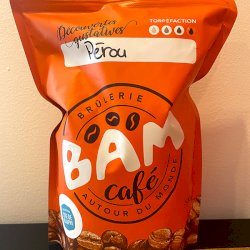 Découvertes
gustatives
TORRÉFACTION
Pérou
BRÛLERIE
BAM
café
AUTOUR DU MONDE